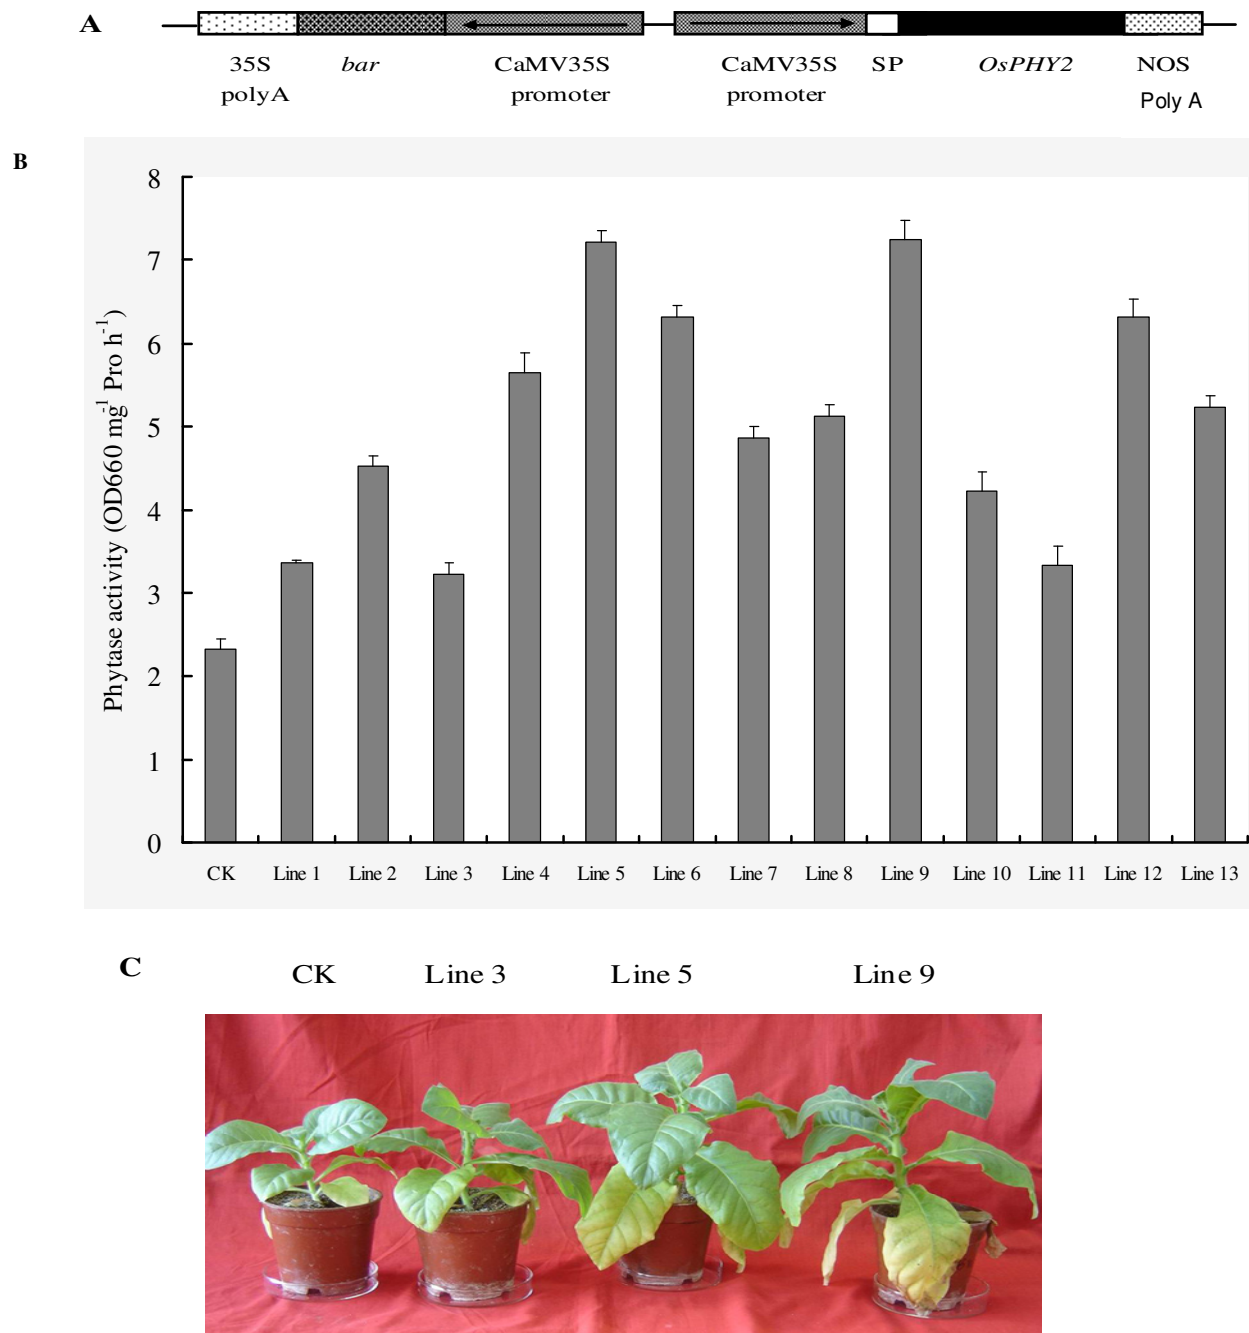 A
35S bar CaMV35S CaMV35S SP OsPHY2 NOS
polyA promoter promoter Poly A
B
8
7
6
5
4
3
2
1
0
Phytase activity (OD660 mg-1 Pro h-1)
CK Line 1 Line 2 Line 3 Line 4 Line 5 Line 6 Line 7 Line 8 Line 9 Line 10 Line 11 Line 12 Line 13
C
CK Line 3 Line 5 Line 9